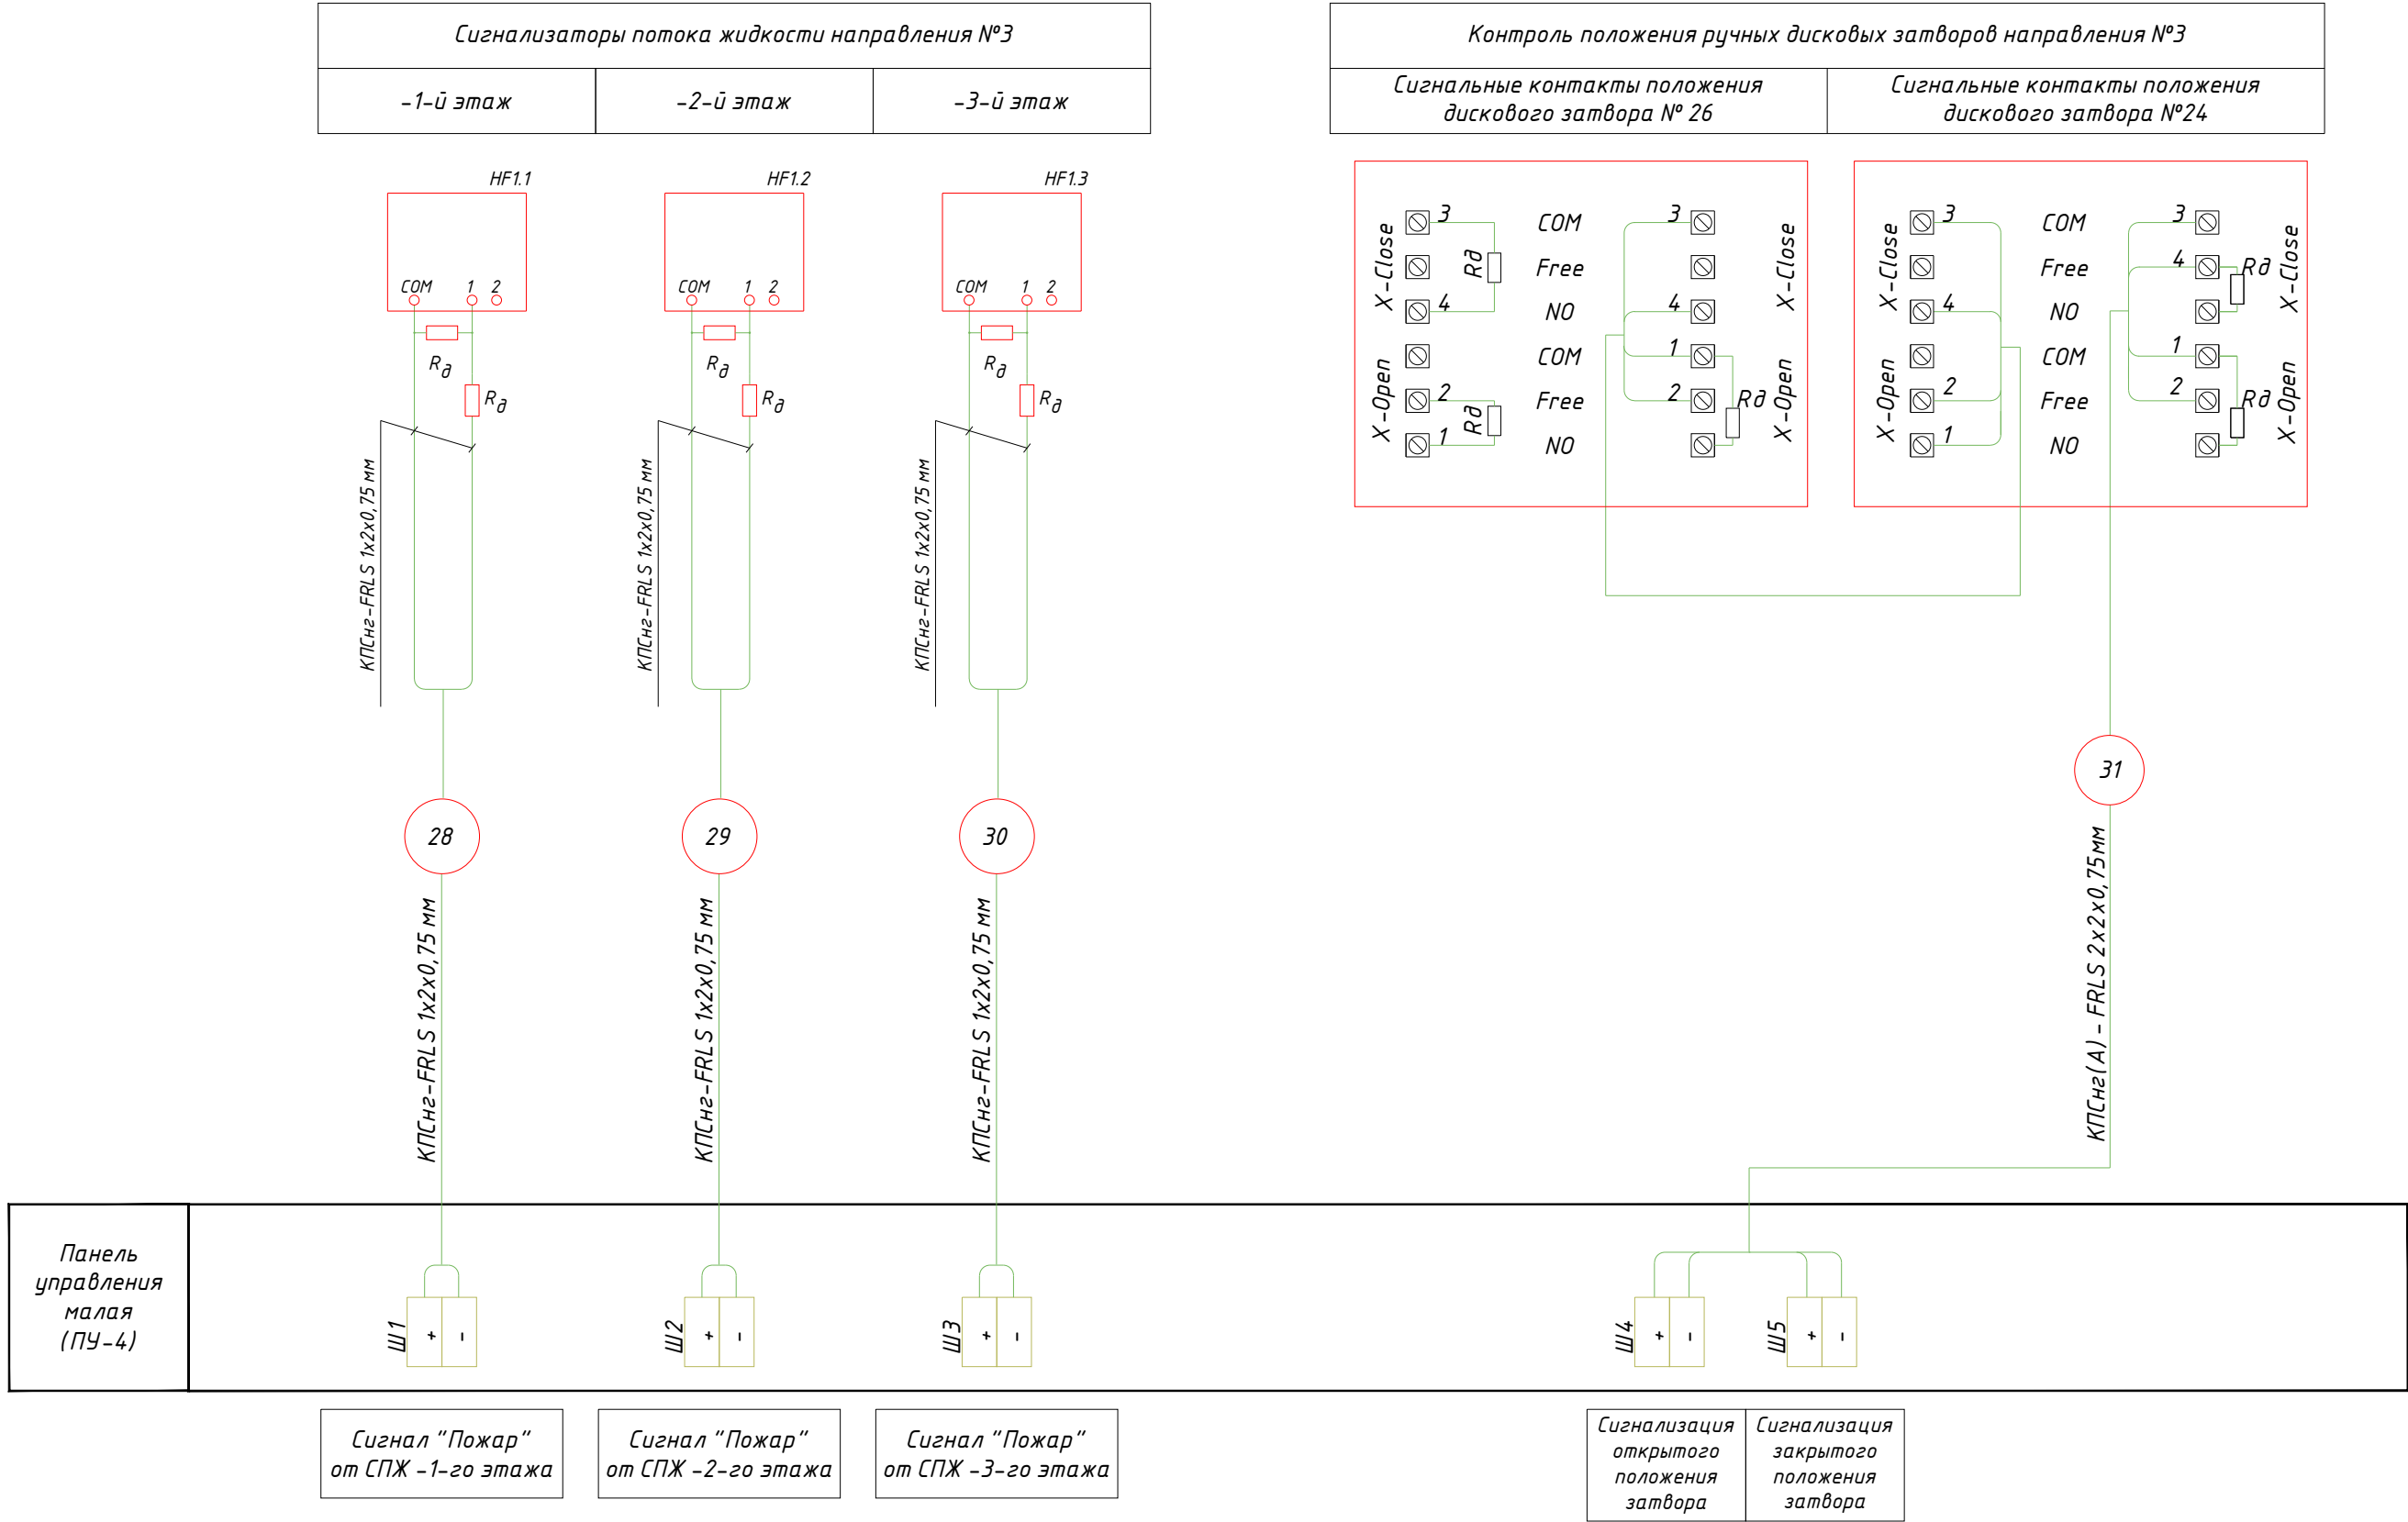 Сигнализаторы потока жидкости направления №3
-1-й этаж
-2-й этаж
-3-й этаж
Контроль положения ручных дисковых затворов направления №3
Сигнальные контакты положения
дискового затвора № 26
Сигнальные контакты положения
дискового затвора №24
HF1.1
COM 1 2
Rд
Rд
КПСнг-FRLS 1x2x0,75 мм
HF1.2
COM 1 2
Rд
Rд
КПСнг-FRLS 1x2x0,75 мм
HF1.3
COM 1 2
Rд
Rд
КПСнг-FRLS 1x2x0,75 мм
X-Close
X-Open
3
4
2
1
Rд
Rд
COM
Free
NO
COM
Free
NO
3
4
1
2
Rд
X-Close
X-Open
X-Close
X-Open
3
4
2
1
COM
Free
NO
COM
Free
NO
3
4
1
2
Rд
Rд
X-Close
X-Open
28
29
30
31
КПСнг-FRLS 1x2x0,75 мм
КПСнг-FRLS 1x2x0,75 мм
КПСнг-FRLS 1x2x0,75 мм
КПСнг(А) - FRLS 2x2x0,75мм
Панель
управления
малая
(ПУ-4)
Ш1
+ -
Ш2
+ -
Ш3
+ -
Ш4
+ -
Ш5
+ -
Сигнал "Пожар"
от СПЖ -1-го этажа
Сигнал "Пожар"
от СПЖ -2-го этажа
Сигнал "Пожар"
от СПЖ -3-го этажа
Сигнализация
открытого
положения
затвора
Сигнализация
закрытого
положения
затвора